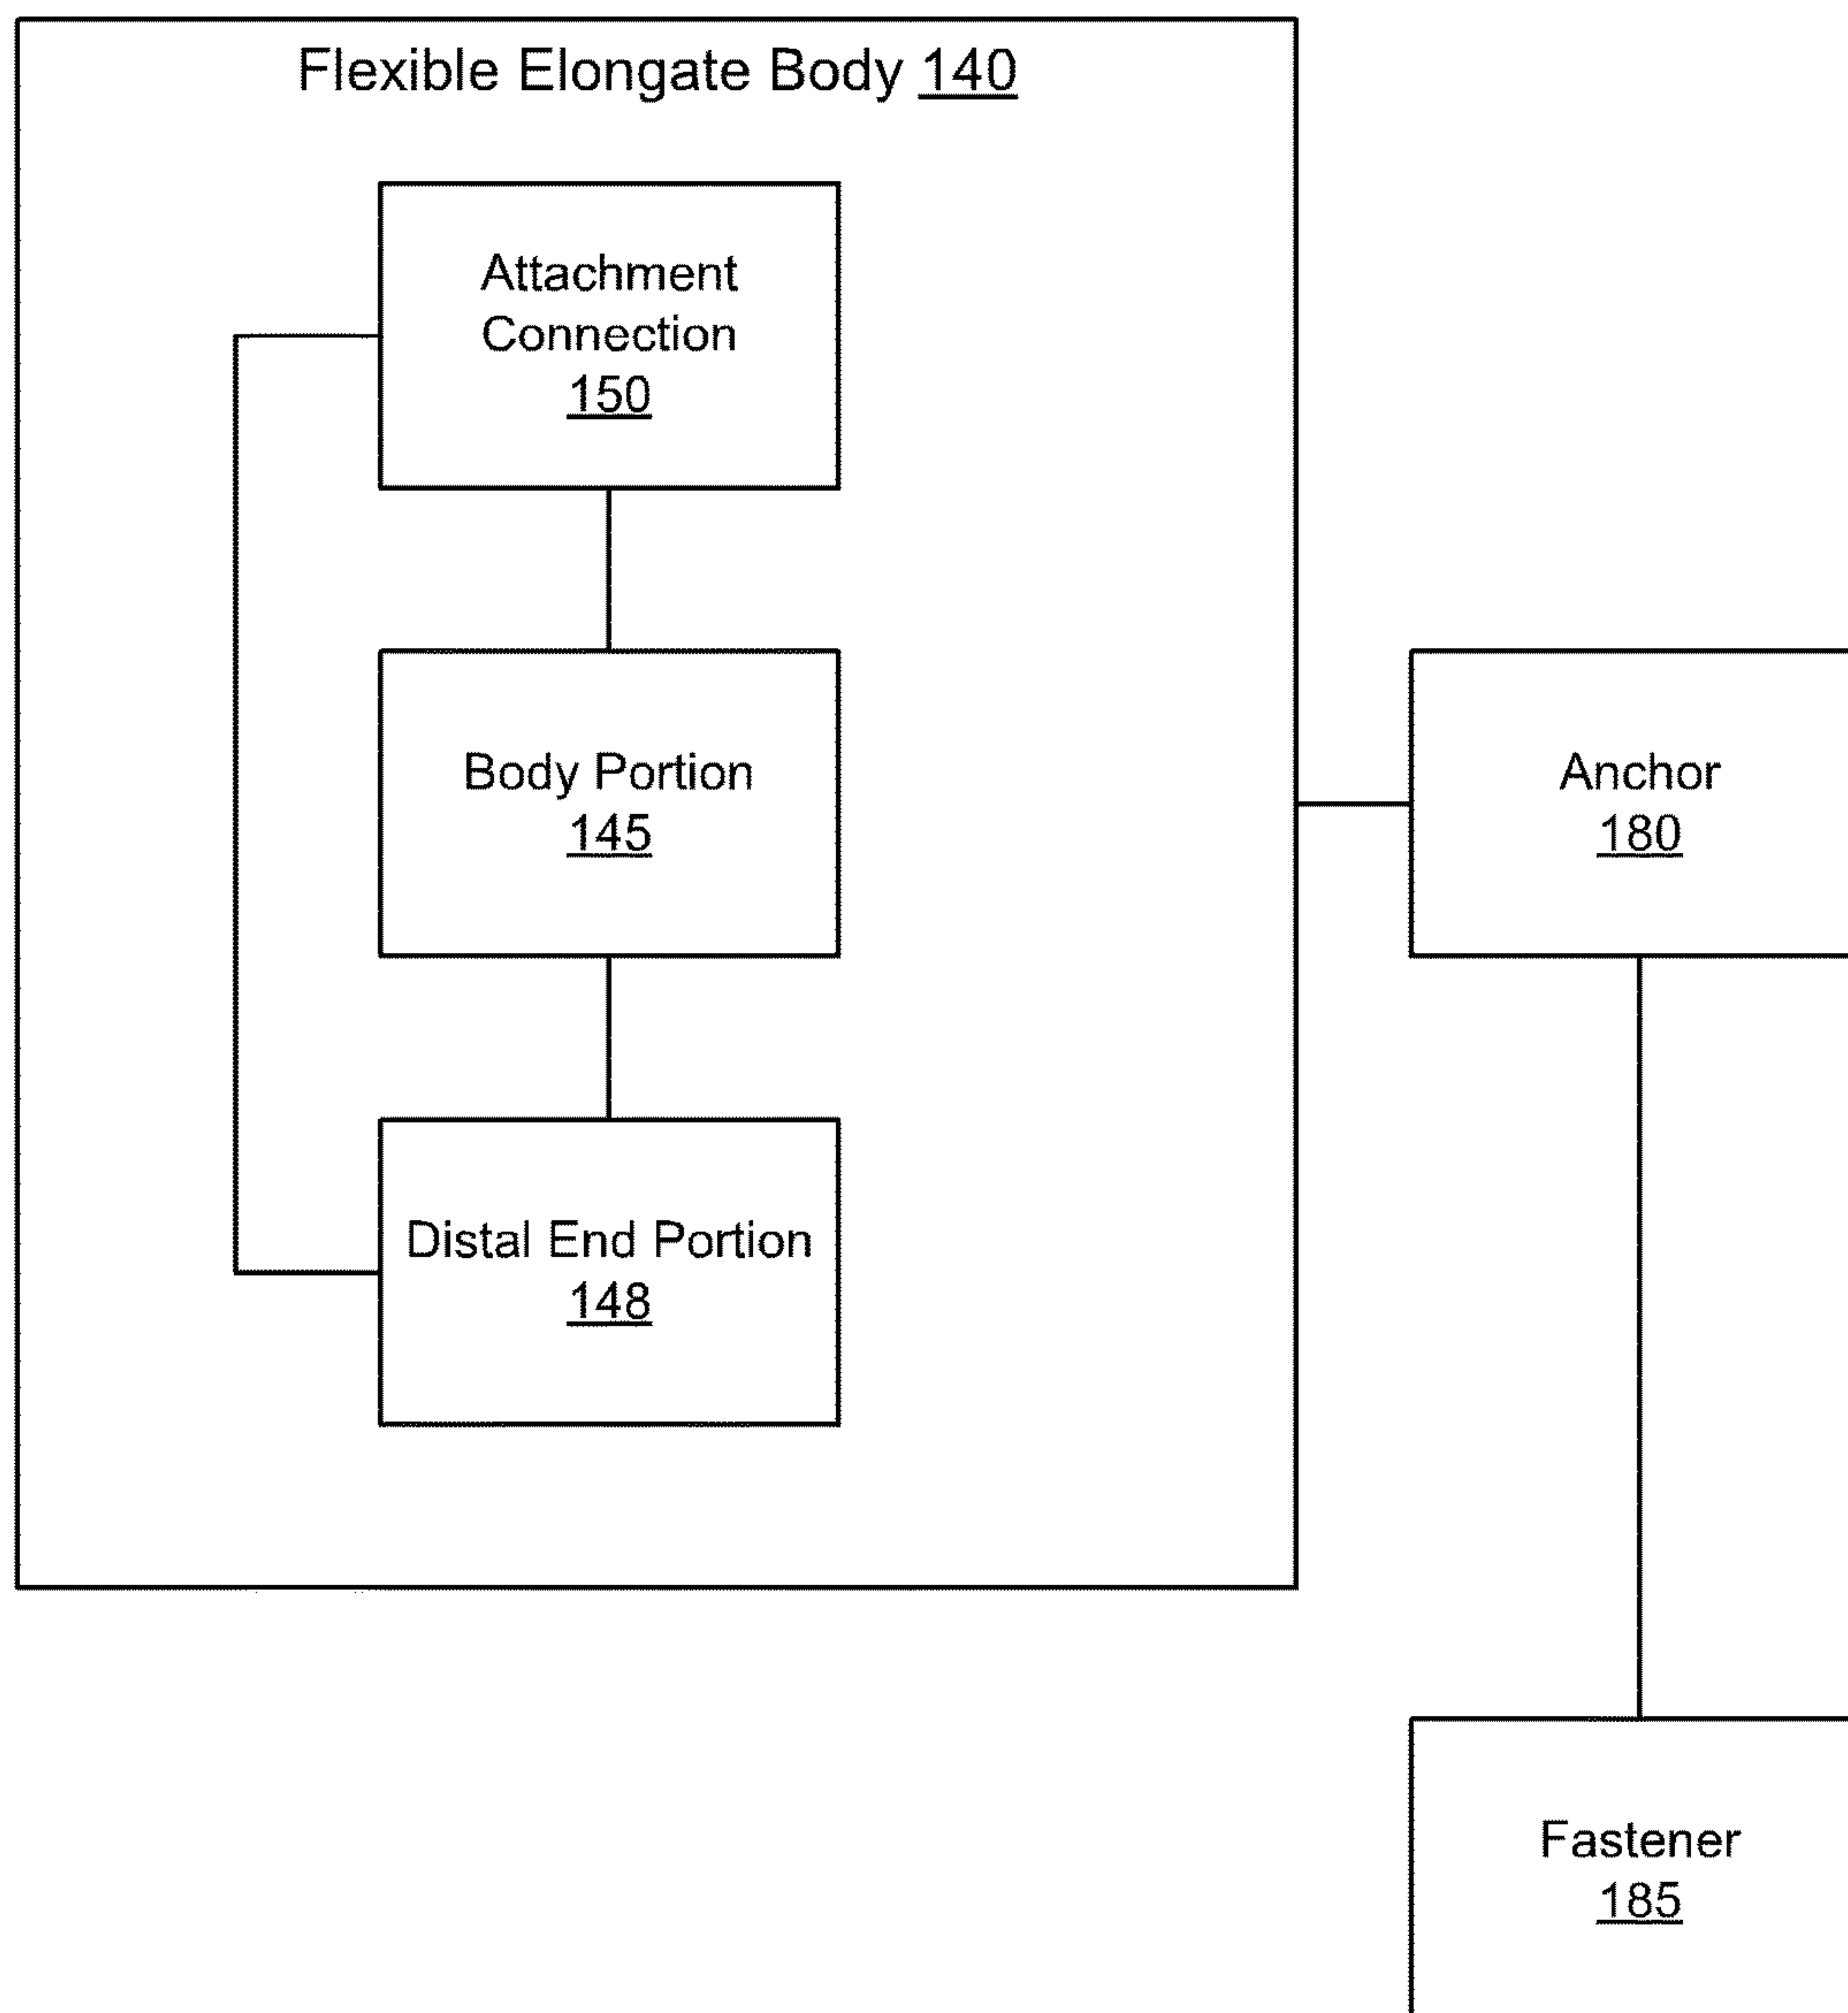 Flexible Elongate Body 140
Attachment
Connection
150
Body Portion
145
Anchor
180
Distal End Portion
148
Fastener
185